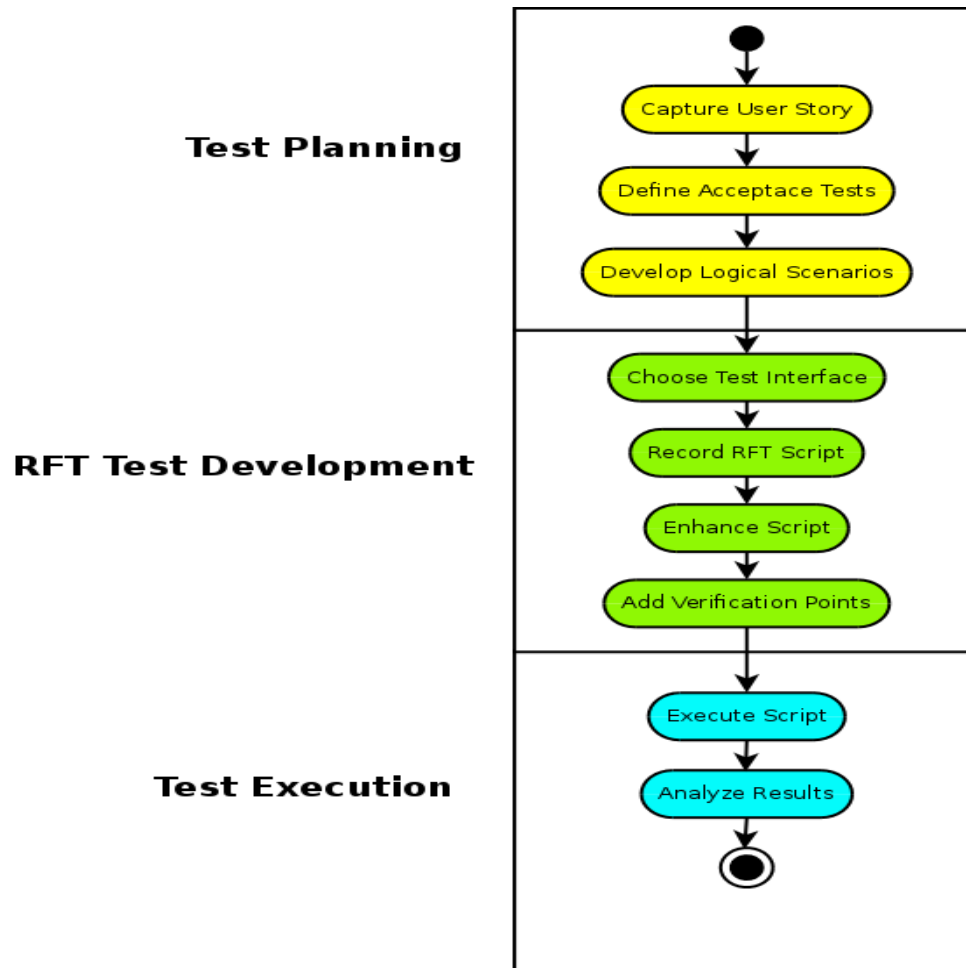 Capture User Story
Test Planning
Define Acceptace Tests
Develop Logical Scenarios
Choose Test Interface
Record RFT Script
RFT Test Development
Enhance Script
Add Verification Points
Execute Script
Test Execution
Analyze Results